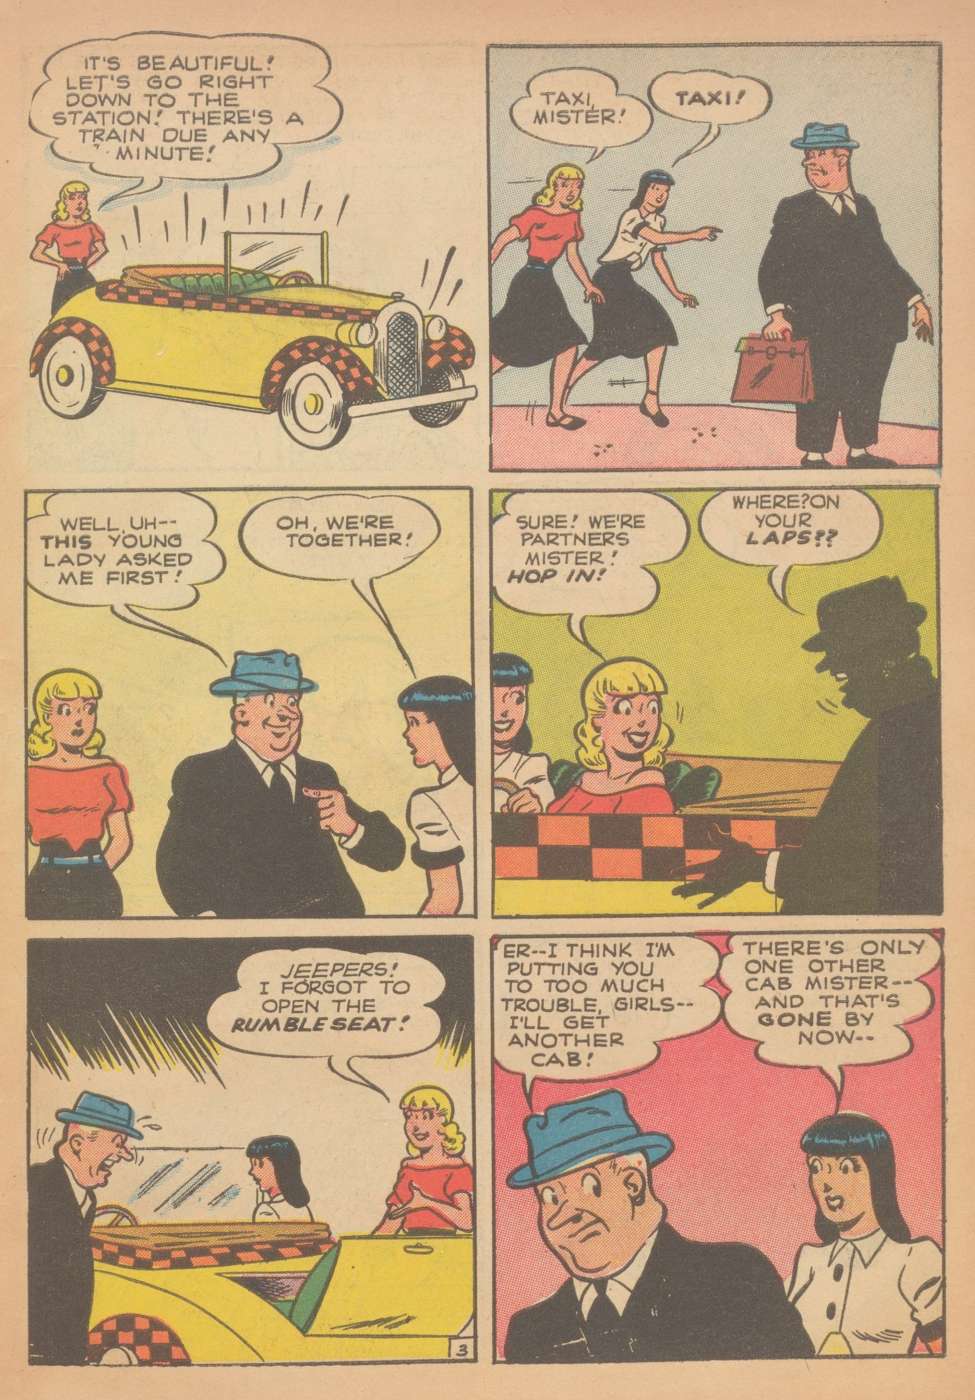 IT'S BEAUTIFUL!
LET'S GO RIGHT
DOWN TO THE
STATION! THERE'S A
TRAIN DUE ANY
MINUTE!
TAXI,
MISTER!
TAXI!
WELL, UH--
THIS YOUNG
LADY ASKED
ME FIRST!
OH, WE'RE
TOGETHER!
SURE! WE'RE
PARTNERS
MISTER!
HOP IN!
WHERE? ON
YOUR
LAPS??
JEEPERS!
I FORGOT TO
OPEN THE
RUMBLE SEAT!
3
ER--I THINK I'M
PUTTING YOU
TO TOO MUCH
TROUBLE, GIRLS--
I'LL GET
ANOTHER
CAB!
THERE'S ONLY
ONE OTHER
CAB MISTER--
AND THAT'S
GONE BY
NOW--